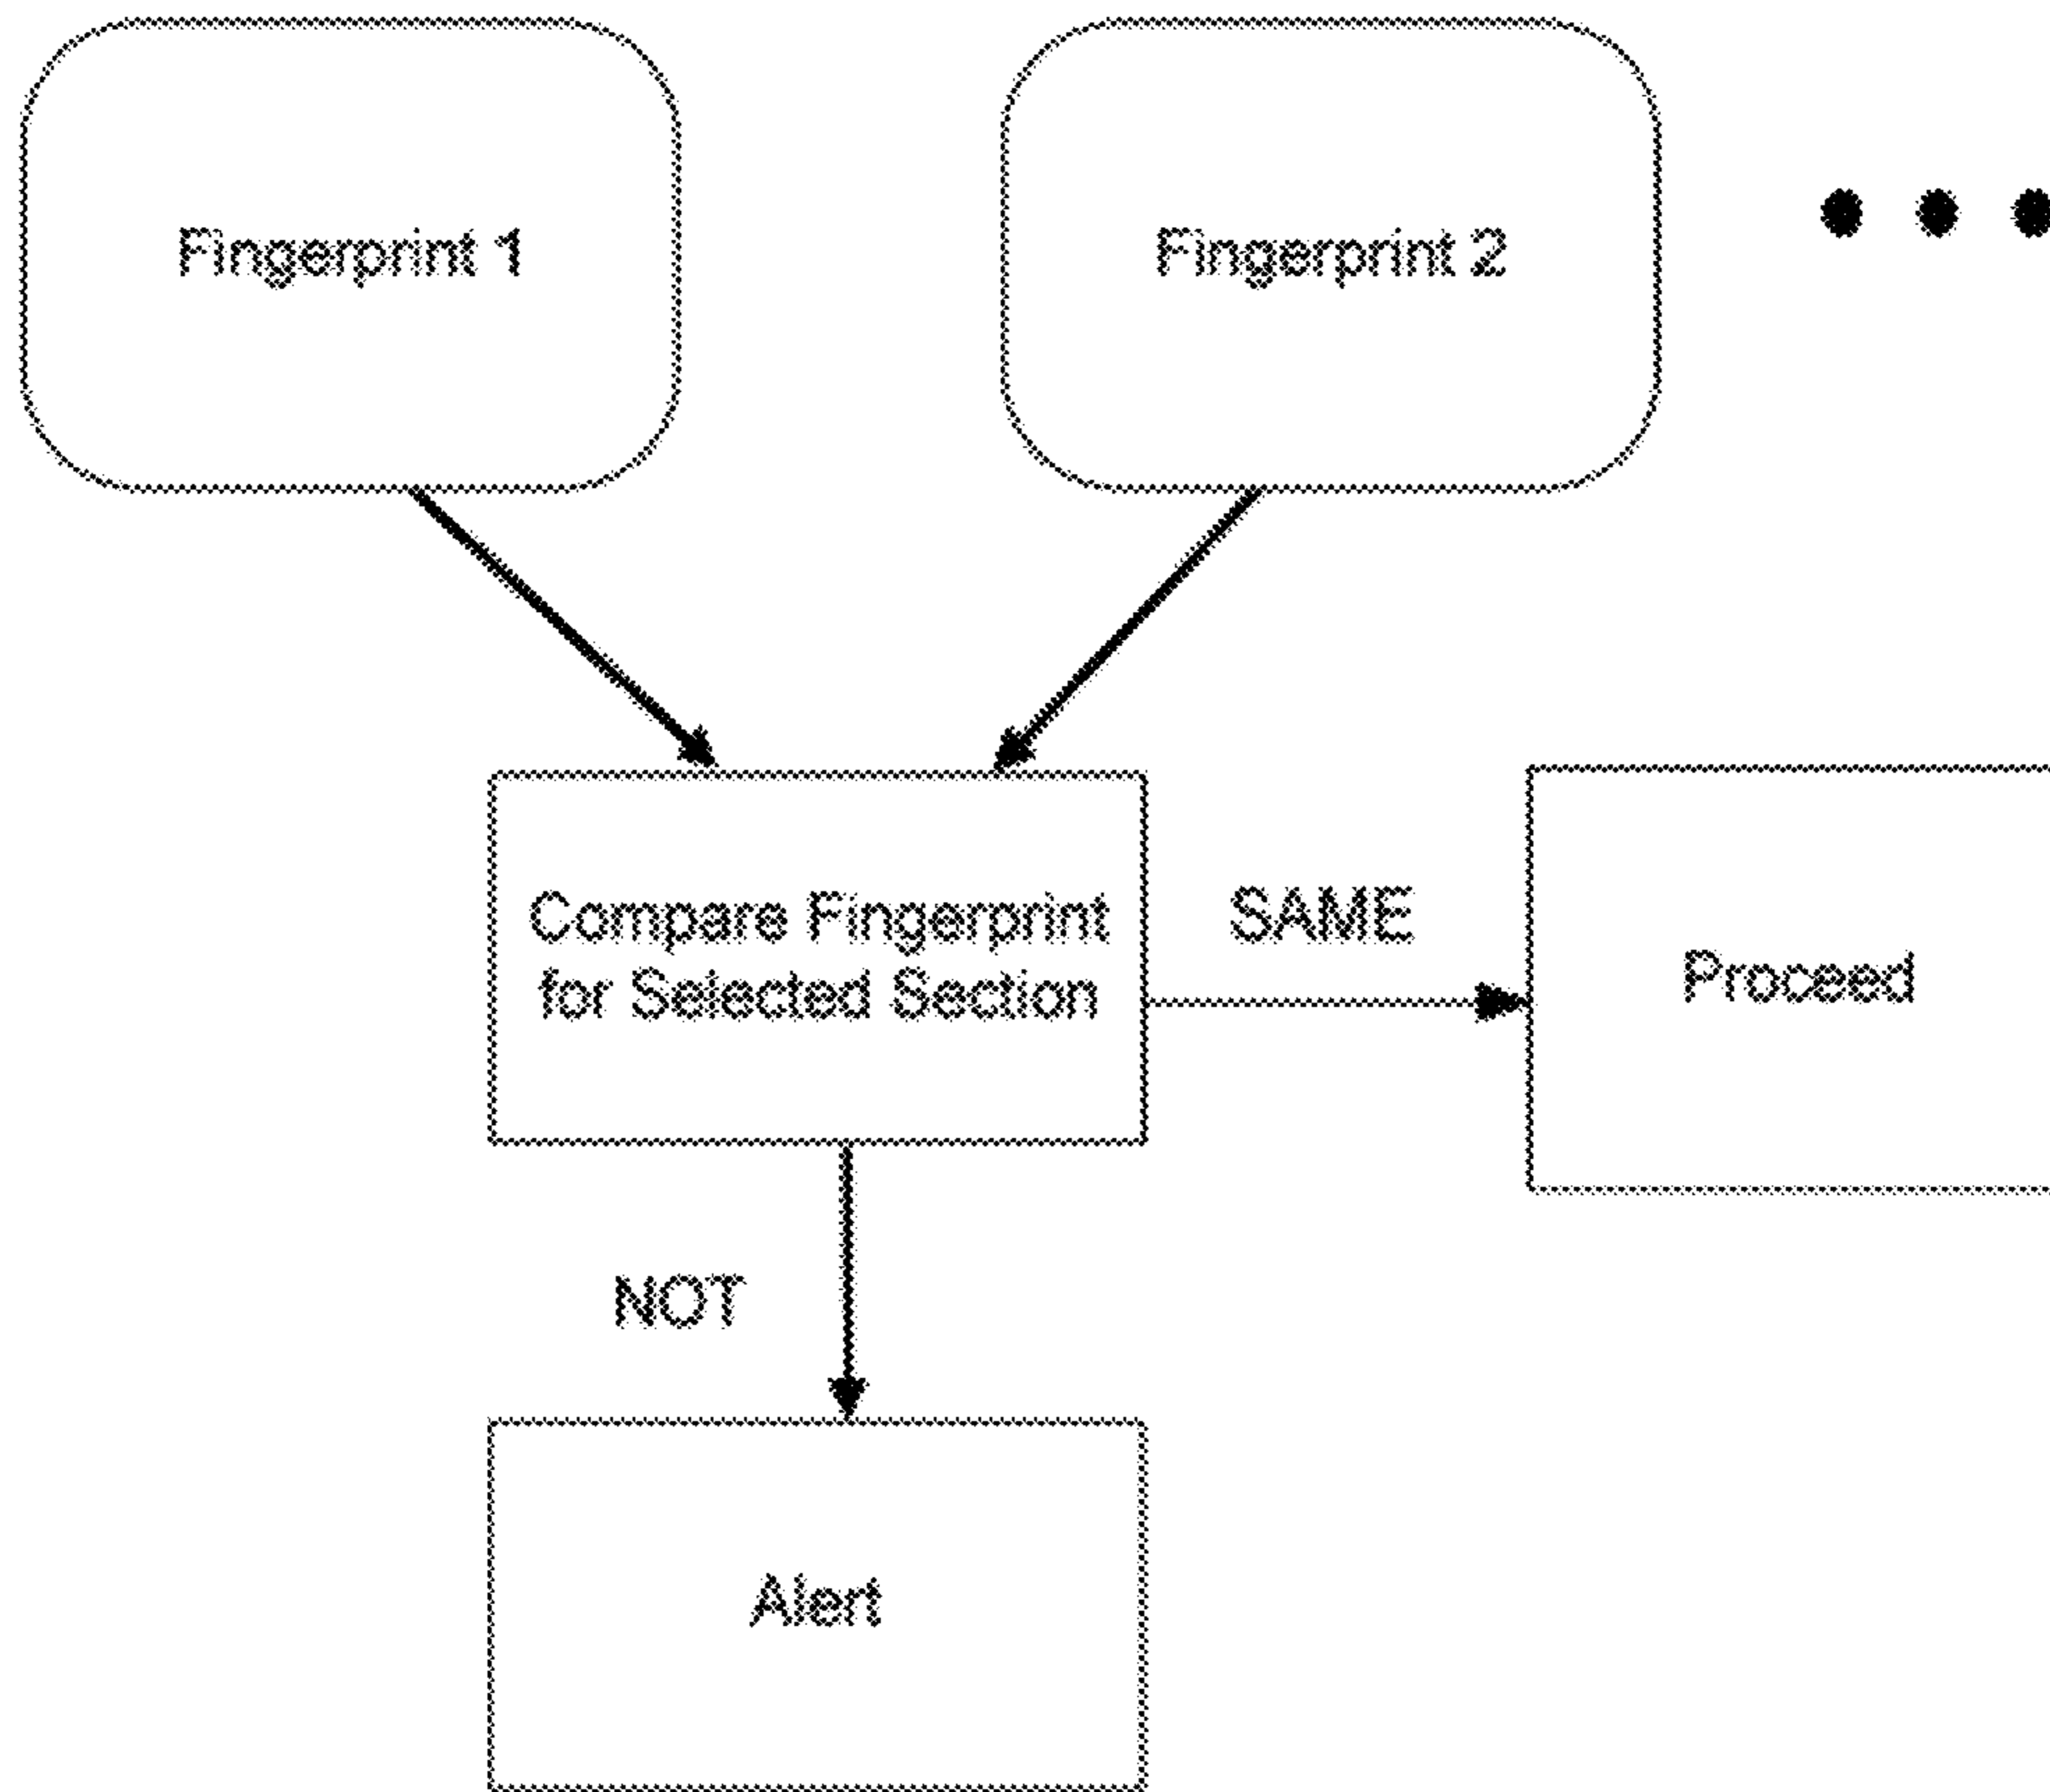 Fingerprint 1
Fingerprint 2
Compare Fingerprint
for Selected Section
SAME
Proceed
NOT
Alert